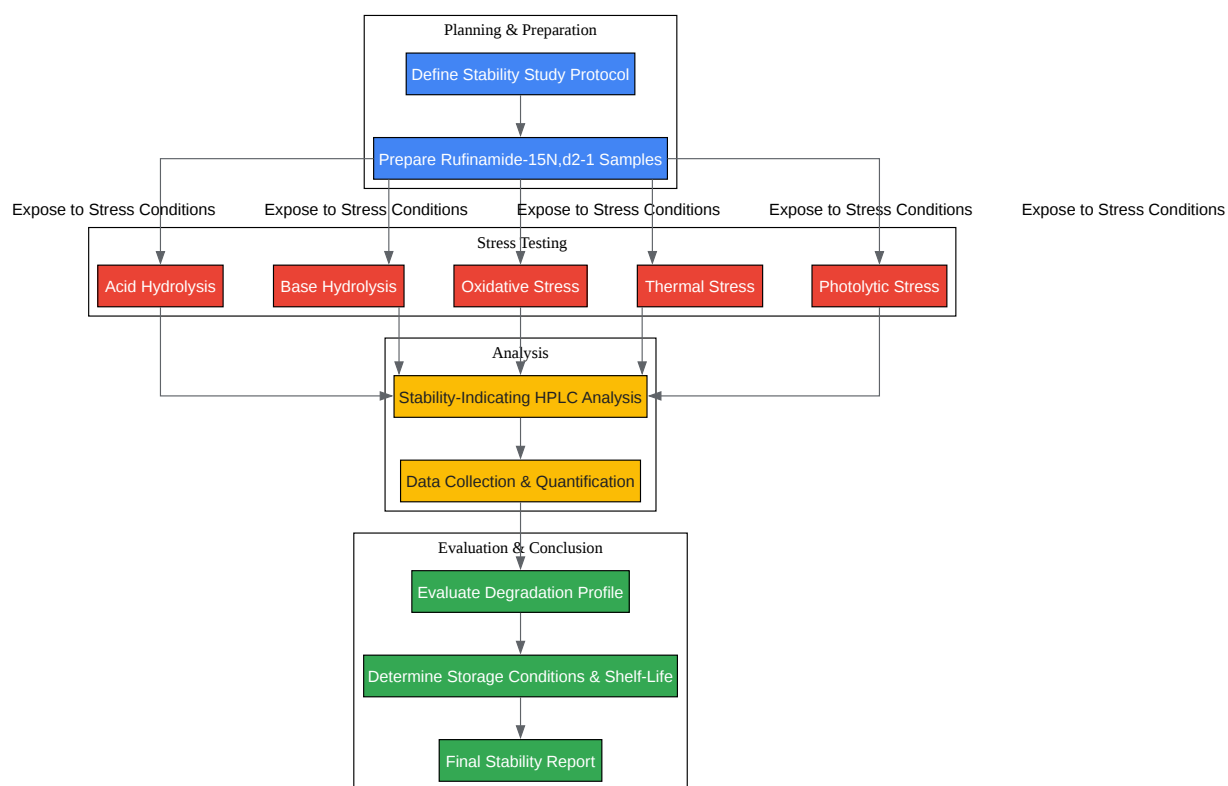 Planning & Preparation
Define Stability Study Protocol
Prepare Rufinamide-15N,d2-1 Samples
Expose to Stress Conditions
Expose to Stress Conditions
Expose to Stress Conditions
Expose to Stress Conditions
Expose to Stress Conditions
Stress Testing
Acid Hydrolysis
Base Hydrolysis
Oxidative Stress
Thermal Stress
Photolytic Stress
Analysis
Stability-Indicating HPLC Analysis
Data Collection & Quantification
Evaluation & Conclusion
Evaluate Degradation Profile
Determine Storage Conditions & Shelf-Life
Final Stability Report